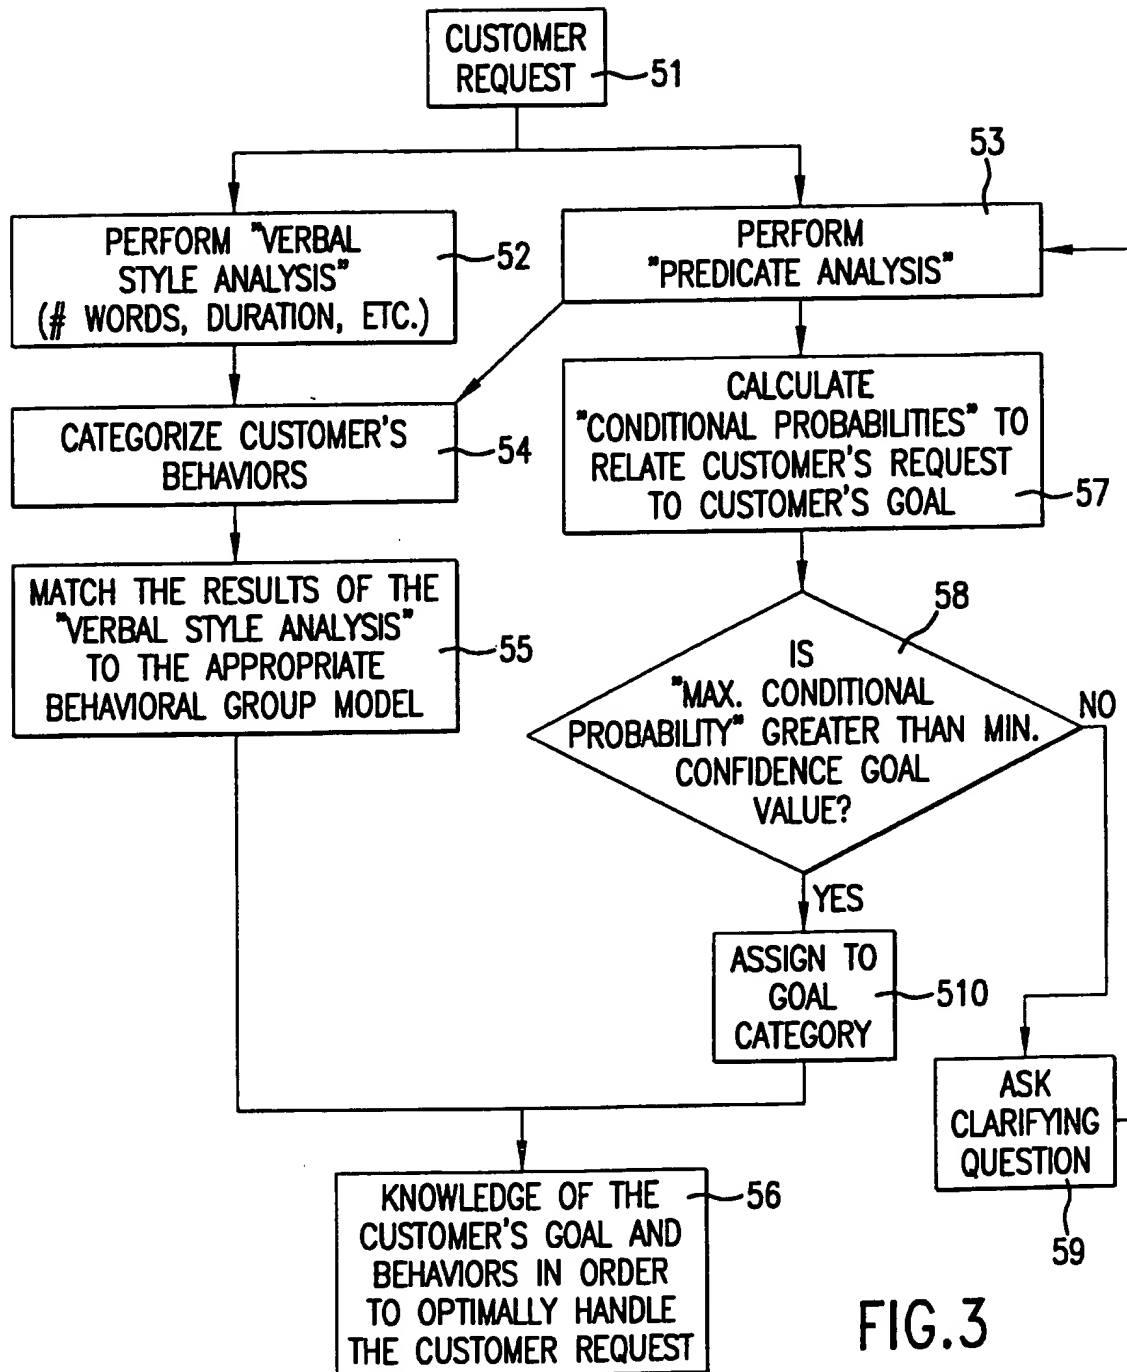 CUSTOMER
REQUEST
51
53
PERFORM "VERBAL
STYLE ANALYSIS"
(# WORDS, DURATION, ETC.)
52
PERFORM
"PREDICATE ANALYSIS"
CATEGORIZE CUSTOMER'S
BEHAVIORS
54
CALCULATE
"CONDITIONAL PROBABILITIES" TO
RELATE CUSTOMER'S REQUEST
TO CUSTOMER'S GOAL
57
MATCH THE RESULTS OF THE
"VERBAL STYLE ANALYSIS"
TO THE APPROPRIATE
BEHAVIORAL GROUP MODEL
55
58
IS
"MAX. CONDITIONAL
PROBABILITY" GREATER THAN MIN.
CONFIDENCE GOAL
VALUE?
NO
YES
ASSIGN TO
GOAL
CATEGORY
510
ASK
CLARIFYING
QUESTION
59
KNOWLEDGE OF THE
CUSTOMER'S GOAL AND
BEHAVIORS IN ORDER
TO OPTIMALLY HANDLE
THE CUSTOMER REQUEST
56
FIG.3